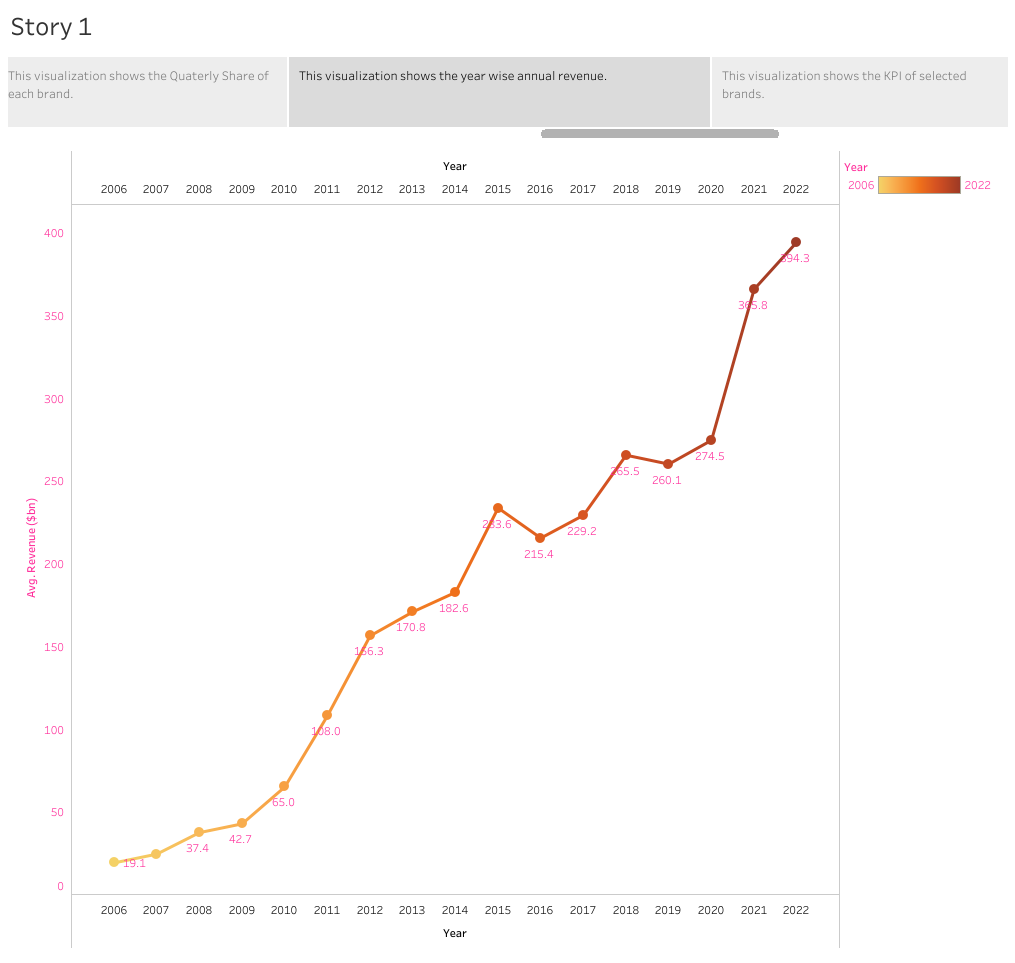 Story 1
This visualization shows the Quaterly Share of
each brand.
This visualization shows the year wise annual revenue.
This visualization shows the KPI of selected
brands.
Year
2006 2007 2008 2009 2010 2011 2012 2013 2014 2015 2016 2017 2018 2019 2020 2021 2022
Year
2006 2022
400
394.3
350
365.8
300
250
274.5
265.5
260.1
Avg. Revenue ($bn)
233.6
229.2
215.4
200
182.6
170.8
150
156.3
100
108.0
65.0
50
42.7
37.4
19.1
0
2006 2007 2008 2009 2010 2011 2012 2013 2014 2015 2016 2017 2018 2019 2020 2021 2022
Year